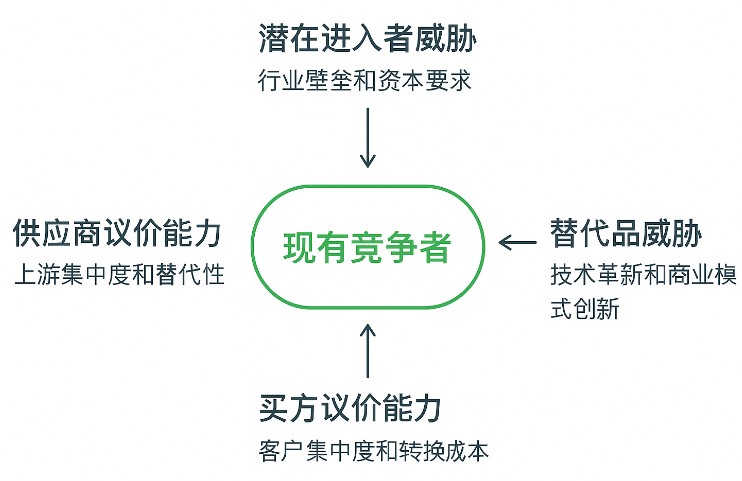 潜在进入者威胁
行业壁垒和资本要求
供应商议价能力
上游集中度和替代性
现有竞争者
替代品威胁
技术革新和商业模
式创新
买方议价能力
客户集中度和转换成本